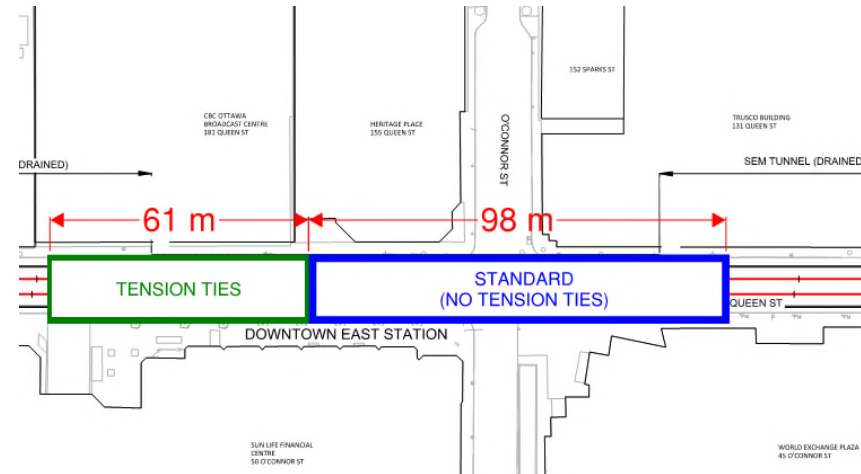 152 SPARKS ST
CBC OTTAWA
BROADCAST CENTRE
181 QUEEN ST
HERITAGE PLACE
155 QUEEN ST
O'CONNOR ST
TRUSCO BUILDING
131 QUEEN ST
DRAINED)
SEM TUNNEL (DRAINED
61 m
98 m
TENSION TIES
STANDARD
(NO TENSION TIES)
QUEEN ST
DOWNTOWN EAST STATION
SUN LIFE FINANCIAL
CENTRE
50 O'CONNOR ST
WORLD EXCHANGE PLAZA
45 O'CONNOR ST